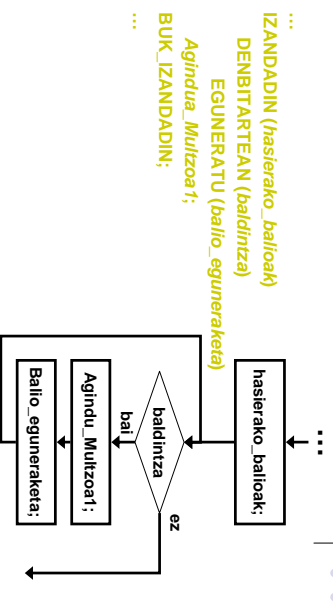 ...
IZANDADIN (hasierako_balioak)
DENBITARTEAN (baldintza)
EGUNERATU (balio_eguneraketa)
Agindua_Multzoa1;
BUK_IZANDADIN;
...
...
hasierako_balioak;
baldintza
ez
bai
Agindu_Multzoa1;
Balio_eguneraketa;